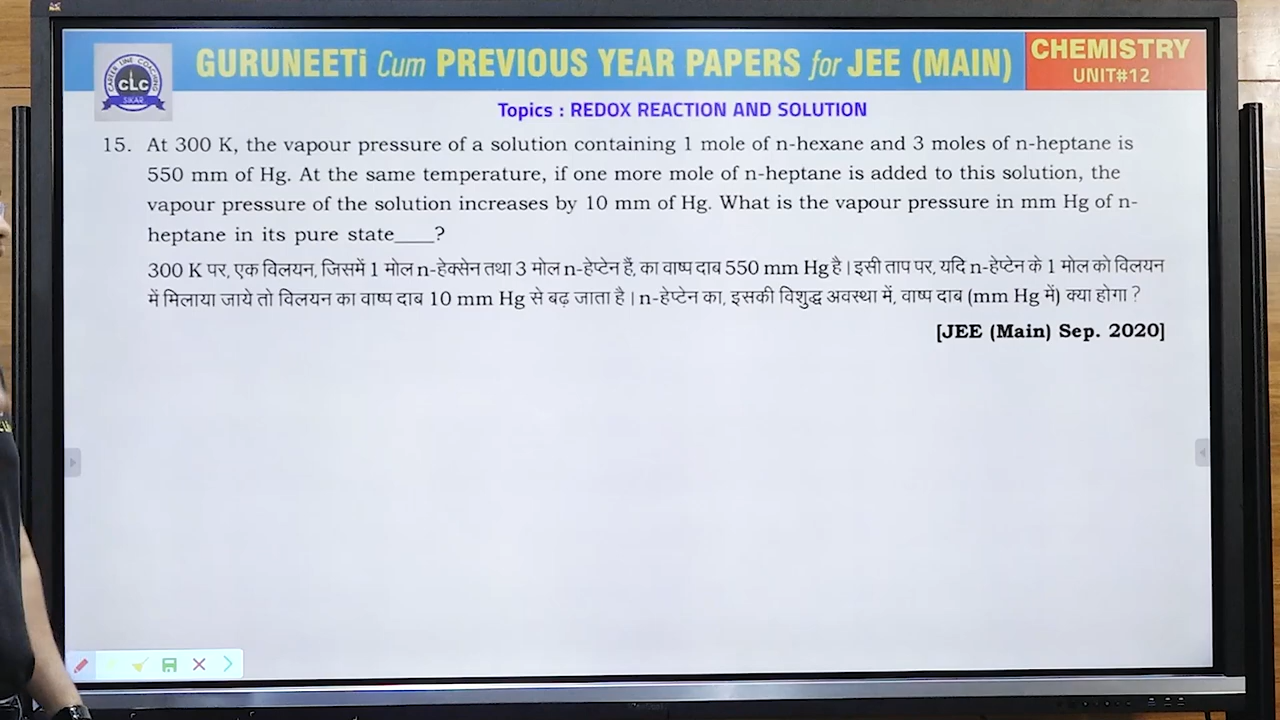 GURUNEETi Cum PREVIOUS YEAR PAPERS for JEE (MAIN)
CHEMISTRY
UNIT#12
CAREER LINE COACHING
CLC
SIKAR
Topics : REDOX REACTION AND SOLUTION
15. At 300 K, the vapour pressure of a solution containing 1 mole of n-hexane and 3 moles of n-heptane is
550 mm of Hg. At the same temperature, if one more mole of n-heptane is added to this solution, the
vapour pressure of the solution increases by 10 mm of Hg. What is the vapour pressure in mm Hg of n-
heptane in its pure state____?
300 K पर, एक विलयन, जिसमें 1 मोल n-हेक्सेन तथा 3 मोल n-हेप्टेन हैं, का वाष्प दाब 550 mm Hg है। इसी ताप पर, यदि n-हेप्टेन के 1 मोल को विलयन
में मिलाया जाये तो विलयन का वाष्प दाब 10 mm Hg से बढ़ जाता है। n-हेप्टेन का, इसकी विशुद्ध अवस्था में, वाष्प दाब (mm Hg में) क्या होगा ?
[JEE (Main) Sep. 2020]